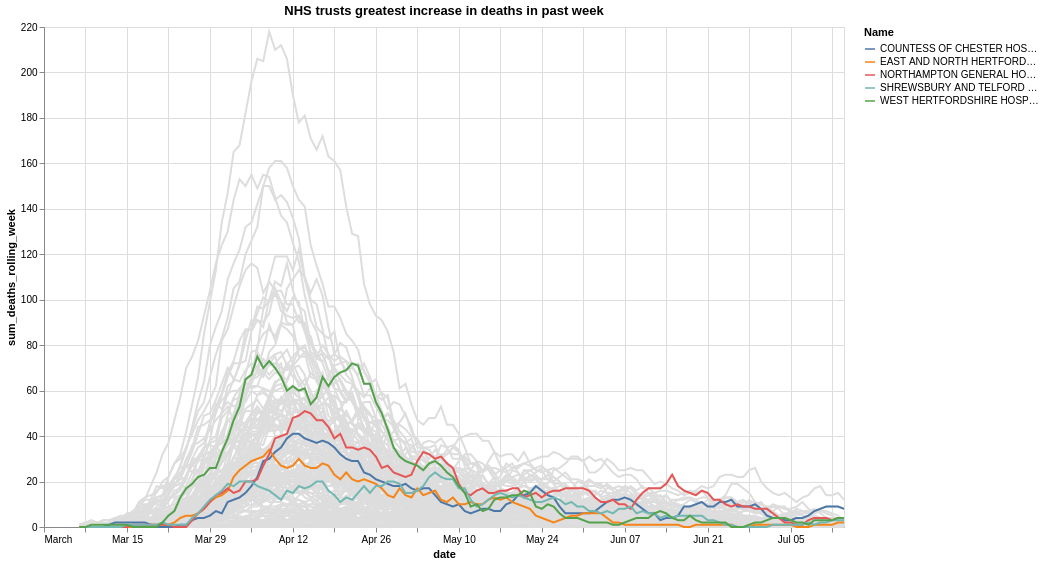 NHS trusts greatest increase in deaths in past week
sum_deaths_rolling_week
220
200
180
160
140
120
100
80
60
40
20
0
March
Mar 15
Mar 29
Apr 12
Apr 26
May 10
May 24
Jun 07
Jun 21
Jul 05
date
Name
COUNTESS OF CHESTER HOS…
EAST AND NORTH HERTFORD…
NORTHAMPTON GENERAL HO…
SHREWSBURY AND TELFORD …
WEST HERTFORDSHIRE HOSP…